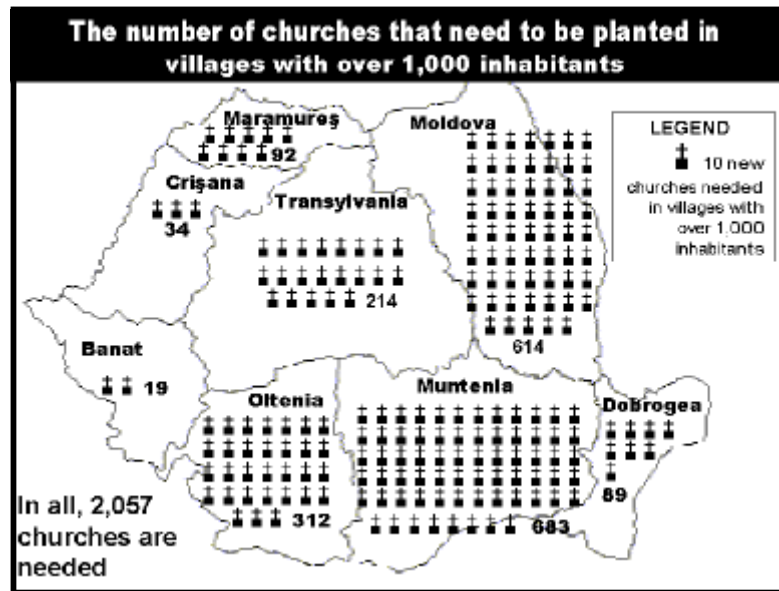 The number of churches that need to be planted in
villages with over 1,000 inhabitants
Maramureş
92
Moldova
LEGEND
10 new
churches needed
in villages with
over 1,000
inhabitants
Crişana
34
Transylvania
214
614
Banat
19
Oltenia
312
Muntenia
683
Dobrogea
89
In all, 2,057
churches are
needed